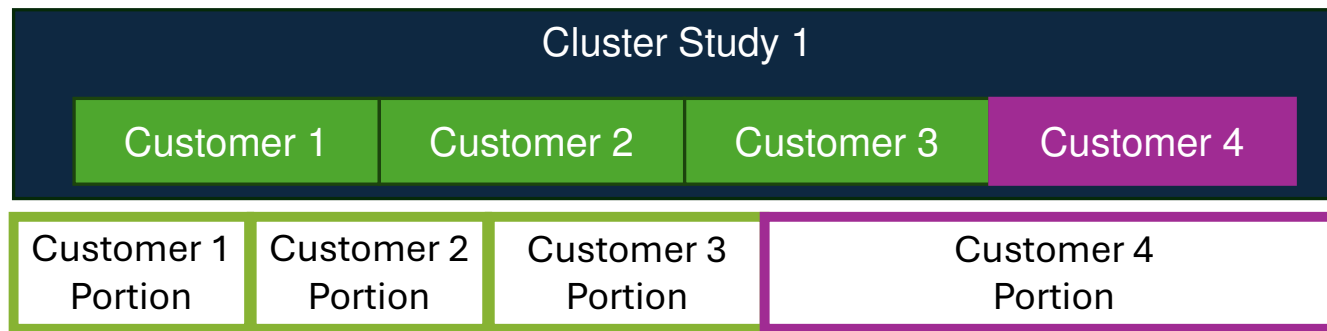 Cluster Study 1
Customer 1 Customer 2 Customer 3 Customer 4
Customer 1 Portion
Customer 2 Portion
Customer 3 Portion
Customer 4 Portion